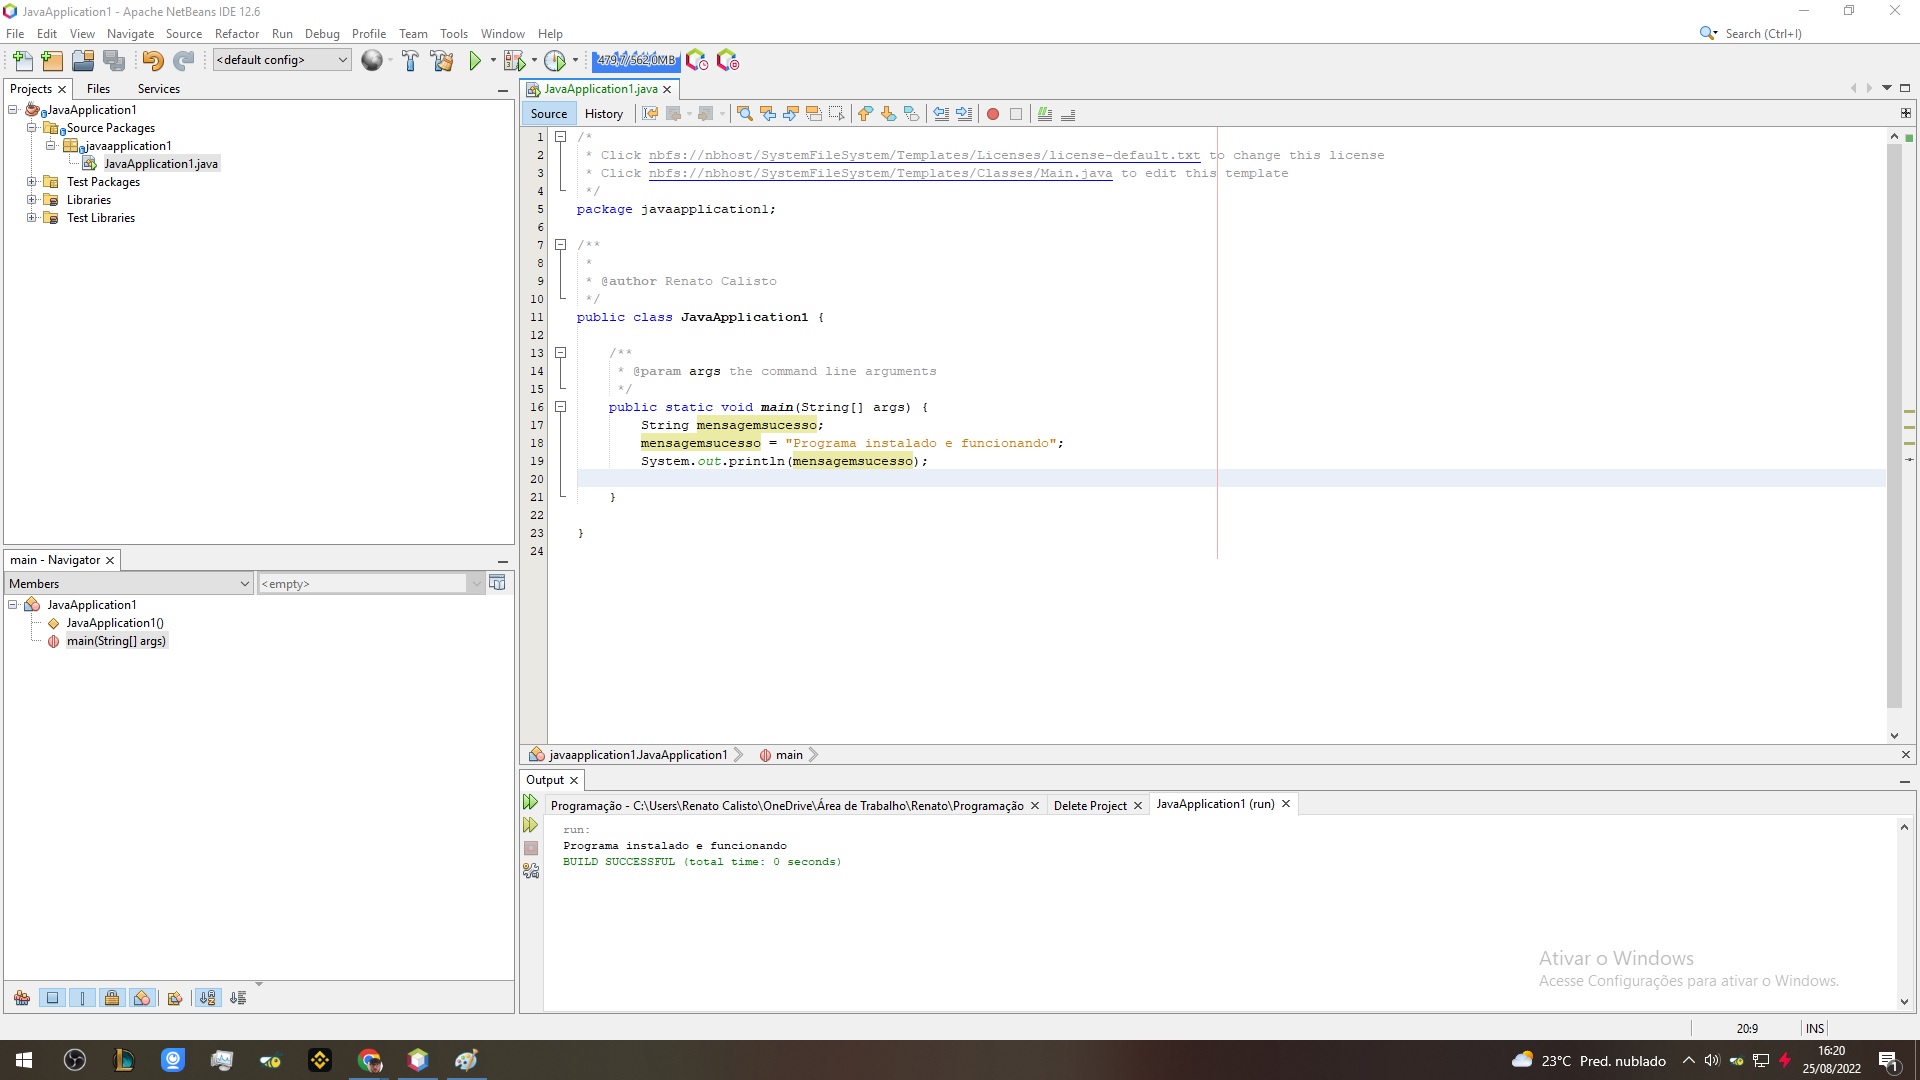 JavaApplication1 - Apache NetBeans IDE 12.6
File Edit View Navigate Source Refactor Run Debug Profile Team Tools Window Help
Search (Ctrl+I)
<default config>
479,7/562,0MB
Projects Files Services
JavaApplication1
Source Packages
javaapplication1
JavaApplication1.java
Test Packages
Libraries
Test Libraries
main - Navigator
Members
<empty>
JavaApplication1
JavaApplication1()
main(String[] args)
JavaApplication1.java
Source History
1 /*
2 * Click nbfs://nbhost/SystemFileSystem/Templates/Licenses/license-default.txt to change this license
3 * Click nbfs://nbhost/SystemFileSystem/Templates/Classes/Main.java to edit this template
4 */
5 package javaapplication1;
6
7 /**
8 *
9 * @author Renato Calisto
10 */
11 public class JavaApplication1 {
12
13 /**
14 * @param args the command line arguments
15 */
16 public static void main(String[] args) {
17 String mensagemsucesso;
18 mensagemsucesso = "Programa instalado e funcionando";
19 System.out.println(mensagemsucesso);
20
21 }
22
23 }
24
javaapplication1.JavaApplication1 main
Output
Programação - C:\Users\Renato Calisto\OneDrive\Área de Trabalho\Renato\Programação Delete Project JavaApplication1 (run)
run:
Programa instalado e funcionando
BUILD SUCCESSFUL (total time: 0 seconds)
Ativar o Windows
Acesse Configurações para ativar o Windows.
20:9 INS
23°C Pred. nublado
16:20
25/08/2022
1